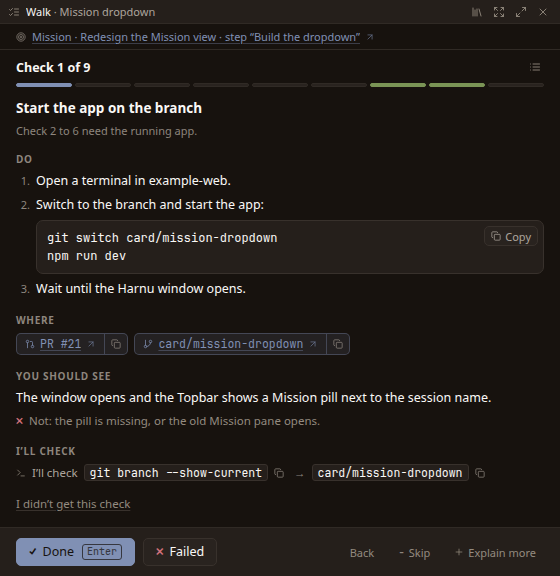 Walk · Mission dropdown
Mission · Redesign the Mission view · step “Build the dropdown”
Check 1 of 9
Start the app on the branch
Check 2 to 6 need the running app.
DO
1. Open a terminal in example-web.
2. Switch to the branch and start the app:
git switch card/mission-dropdown
Copy
npm run dev
3. Wait until the Harnu window opens.
WHERE
PR #21 card/mission-dropdown
YOU SHOULD SEE
The window opens and the Topbar shows a Mission pill next to the session name.
Not: the pill is missing, or the old Mission pane opens.
I'LL CHECK
I'll check git branch --show-current → card/mission-dropdown
I didn't get this check
Done Enter Failed Back - Skip + Explain more